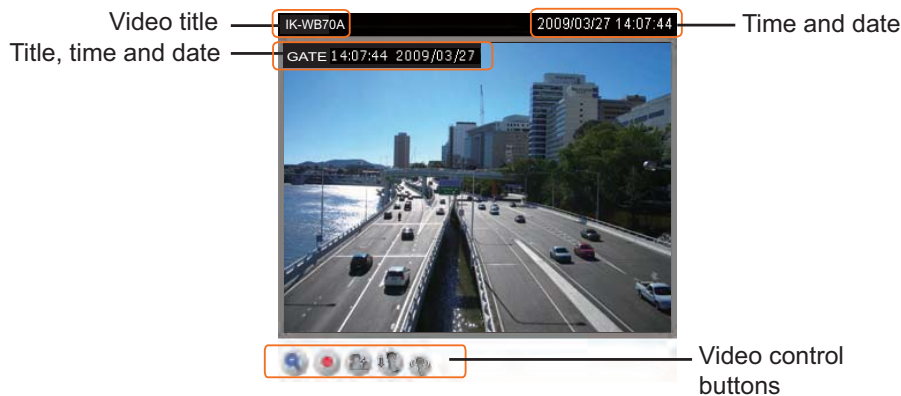 Video title
IK-WB70A
2009/03/27 14:07:44
Time and date
Title, time and date
GATE 14:07:44 2009/03/27
Video control
buttons